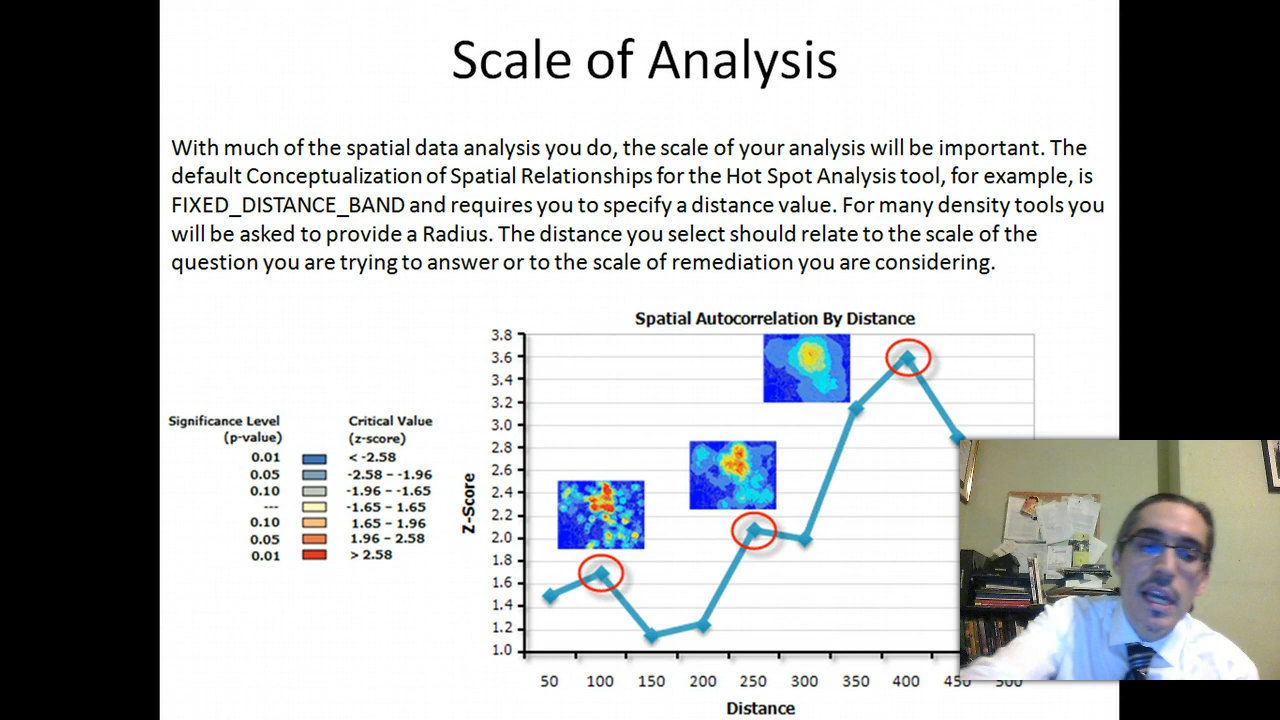 Scale of Analysis
With much of the spatial data analysis you do, the scale of your analysis will be important. The
default Conceptualization of Spatial Relationships for the Hot Spot Analysis tool, for example, is
FIXED_DISTANCE_BAND and requires you to specify a distance value. For many density tools you
will be asked to provide a Radius. The distance you select should relate to the scale of the
question you are trying to answer or to the scale of remediation you are considering.
Significance Level Critical Value
(p-value) (z-score)
0.01 < -2.58
0.05 -2.58 – -1.96
0.10 -1.96 – -1.65
--- -1.65 – 1.65
0.10 1.65 – 1.96
0.05 1.96 – 2.58
0.01 > 2.58
Spatial Autocorrelation By Distance
Z-Score
3.8
3.6
3.4
3.2
3.0
2.8
2.6
2.4
2.2
2.0
1.8
1.6
1.4
1.2
1.0
50 100 150 200 250 300 350 400 450 500
Distance